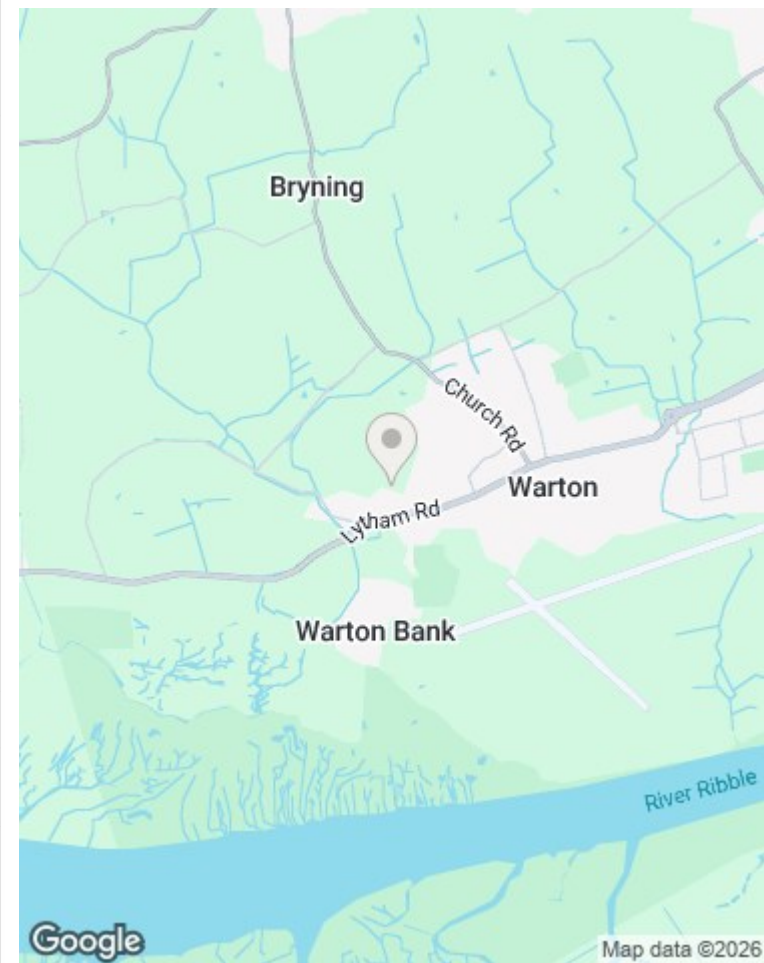 Bryning
Church Rd
Warton
Lytham Rd
Warton Bank
River Ribble
Google
Map data ©2026